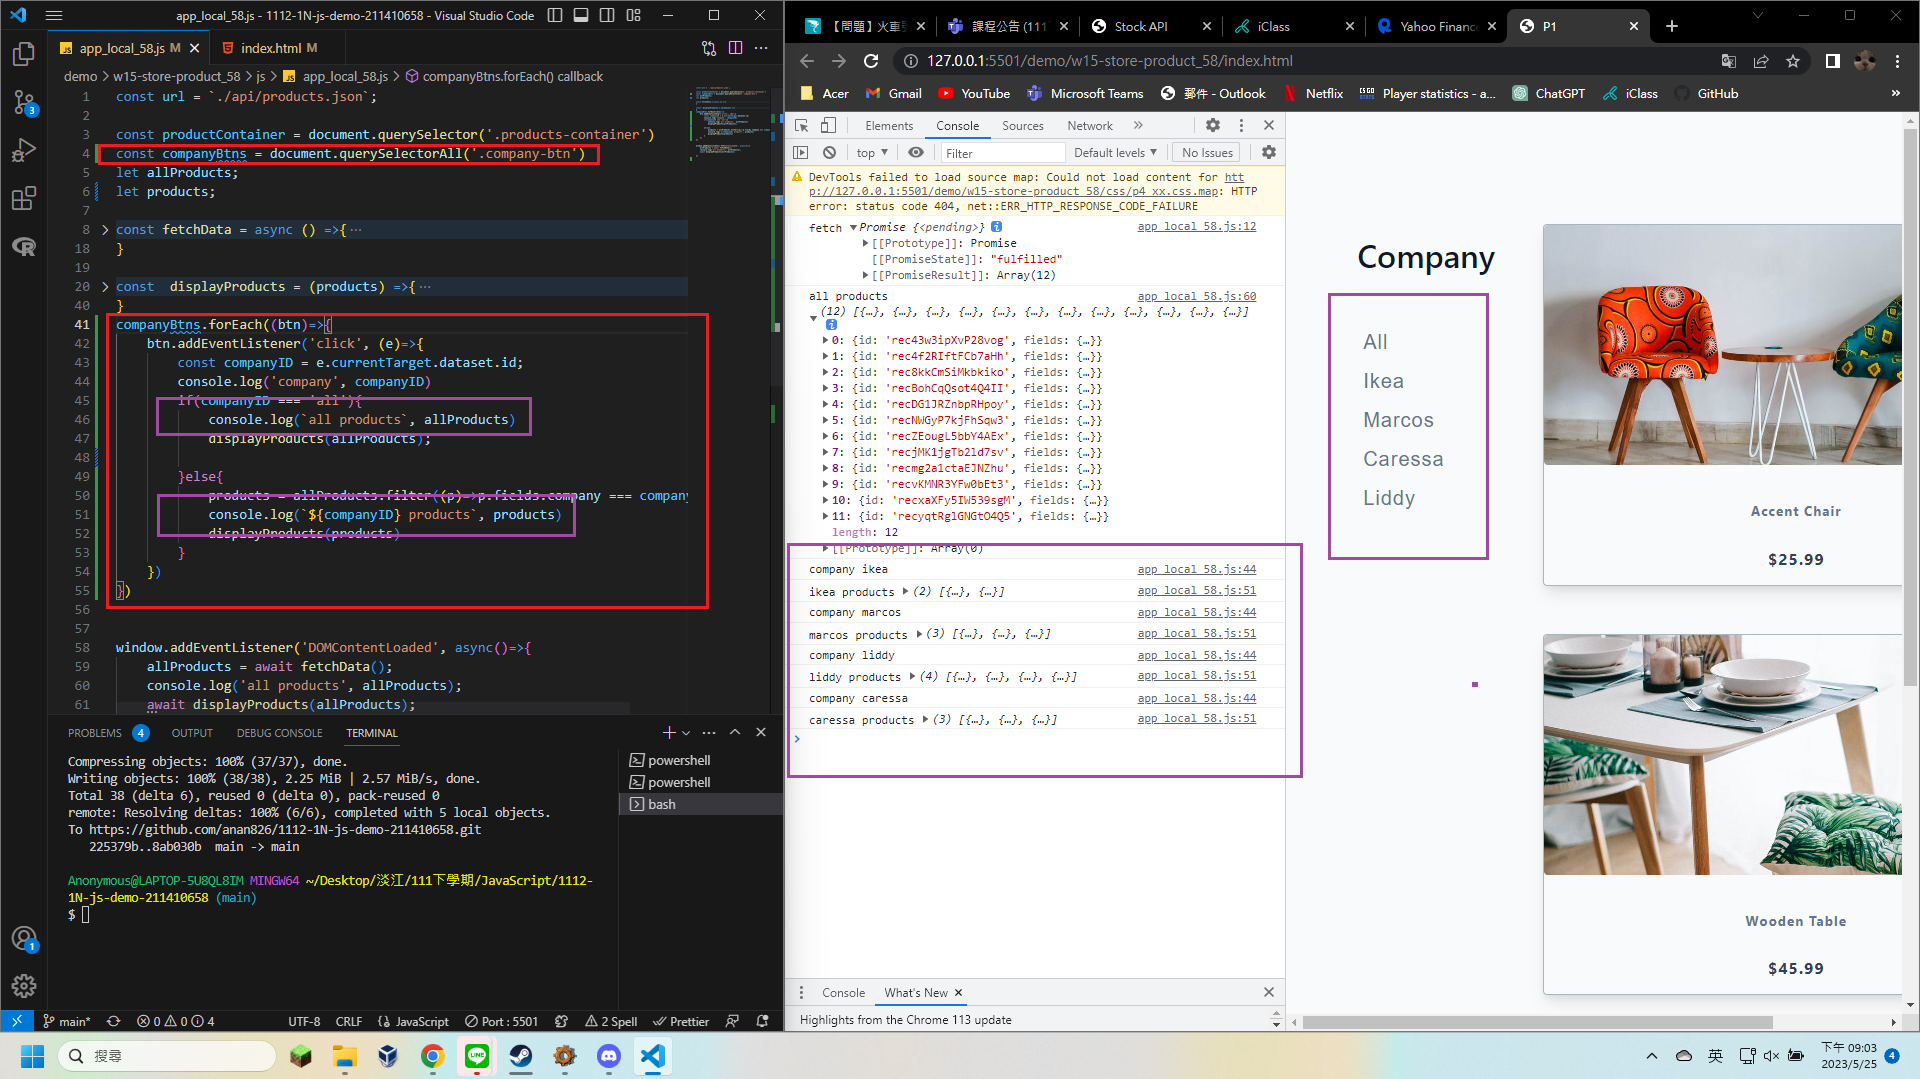 app_local_58.js - 1112-1N-js-demo-211410658 - Visual Studio Code
app_local_58.js M
index.html M
demo > w15-store-product_58 > js > app_local_58.js > companyBtns.forEach() callback
1 const url = `./api/products.json`;
2
3 const productContainer = document.querySelector('.products-container')
4 const companyBtns = document.querySelectorAll('.company-btn')
5 let allProducts;
6 let products;
7
8 const fetchData = async () =>{ ···
18 }
19
20 const  displayProducts = (products) =>{ ···
40 }
41 companyBtns.forEach((btn)=>{
42 btn.addEventListener('click', (e)=>{
43 const companyID = e.currentTarget.dataset.id;
44 console.log('company', companyID)
45 if(companyID === 'all'){
46 console.log(`all products`, allProducts)
47 displayProducts(allProducts);
48
49 }else{
50 products = allProducts.filter((p)=>p.fields.company === company
51 console.log(`${companyID} products`, products)
52 displayProducts(products)
53 }
54 })
55 })
56
57
58 window.addEventListener('DOMContentLoaded', async()=>{
59 allProducts = await fetchData();
60 console.log('all products', allProducts);
61 await displayProducts(allProducts);
PROBLEMS 4 OUTPUT DEBUG CONSOLE TERMINAL
Compressing objects: 100% (37/37), done.
Writing objects: 100% (38/38), 2.25 MiB | 2.57 MiB/s, done.
Total 38 (delta 6), reused 0 (delta 0), pack-reused 0
remote: Resolving deltas: 100% (6/6), completed with 5 local objects.
To https://github.com/anan826/1112-1N-js-demo-211410658.git
225379b..8ab030b  main -> main
Anonymous@LAPTOP-5U8QL8IM MINGW64 ~/Desktop/淡江/111下學期/JavaScript/1112-
1N-js-demo-211410658 (main)
$
powershell
powershell
bash
3
1
main* 0 0 4 UTF-8 CRLF JavaScript Port : 5501 2 Spell Prettier
【問題】火車
課程公告 (111
Stock API
iClass
Yahoo Financ
P1
127.0.0.1:5501/demo/w15-store-product_58/index.html
Acer Gmail YouTube Microsoft Teams 郵件 - Outlook Netflix Player statistics - a... ChatGPT iClass GitHub »
Elements Console Sources Network »
top ▼ Filter Default levels ▼ No Issues
DevTools failed to load source map: Could not load content for htt
p://127.0.0.1:5501/demo/w15-store-product_58/css/p4_xx.css.map: HTTP
error: status code 404, net::ERR_HTTP_RESPONSE_CODE_FAILURE
fetch ▼Promise {<pending>} app_local_58.js:12
▶[[Prototype]]: Promise
[[PromiseState]]: "fulfilled"
▶[[PromiseResult]]: Array(12)
all products app_local_58.js:60
(12) [{…}, {…}, {…}, {…}, {…}, {…}, {…}, {…}, {…}, {…}, {…}, {…}]
▶0: {id: 'rec43w3ipXvP28vog', fields: {…}}
▶1: {id: 'rec4f2RIftFCb7aHh', fields: {…}}
▶2: {id: 'rec8kkCmSiMkbkiko', fields: {…}}
▶3: {id: 'recBohCqQsot4Q4II', fields: {…}}
▶4: {id: 'recDG1JRZnbpRHpoy', fields: {…}}
▶5: {id: 'recNWGyP7kjFhSqw3', fields: {…}}
▶6: {id: 'recZEougL5bbY4AEx', fields: {…}}
▶7: {id: 'recjMK1jgTb2ld7sv', fields: {…}}
▶8: {id: 'recmg2a1ctaEJNZhu', fields: {…}}
▶9: {id: 'recvKMNR3YFw0bEt3', fields: {…}}
▶10: {id: 'recxaXFy5IW539sgM', fields: {…}}
▶11: {id: 'recyqtRglGNGtO4Q5', fields: {…}}
length: 12
▶[[Prototype]]: Array(0)
company ikea app_local_58.js:44
ikea products ▶(2) [{…}, {…}] app_local_58.js:51
company marcos app_local_58.js:44
marcos products ▶(3) [{…}, {…}, {…}] app_local_58.js:51
company liddy app_local_58.js:44
liddy products ▶(4) [{…}, {…}, {…}, {…}] app_local_58.js:51
company caressa app_local_58.js:44
caressa products ▶(3) [{…}, {…}, {…}] app_local_58.js:51
Console What's New
Highlights from the Chrome 113 update
Company
All
Ikea
Marcos
Caressa
Liddy
Accent Chair
$25.99
Wooden Table
$45.99
搜尋
LINE
英
下午 09:03
2023/5/25
4